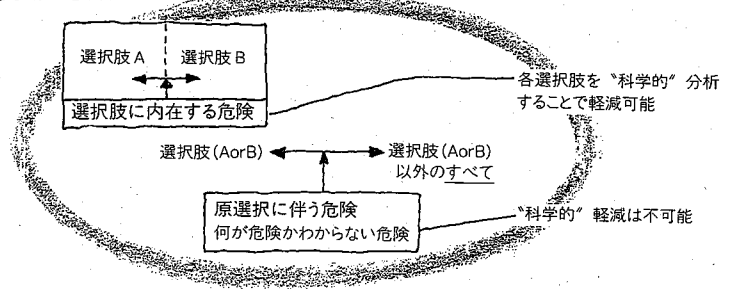 選択肢A 選択肢B
選択肢に内在する危険
各選択肢を〝科学的〟分析
することで軽減可能
選択肢(AorB) 選択肢(AorB)
以外のすべて
原選択に伴う危険
何が危険かわからない危険
〝科学的〟軽減は不可能